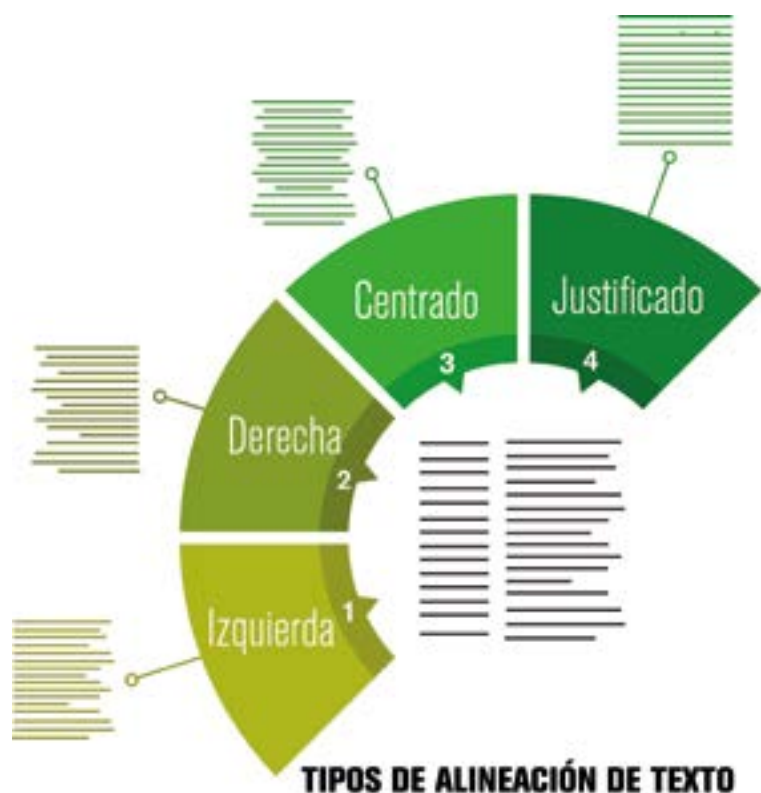 Justificado
4
Centrado
3
Derecha
2
Izquierda
1
TIPOS DE ALINEACIÓN DE TEXTO